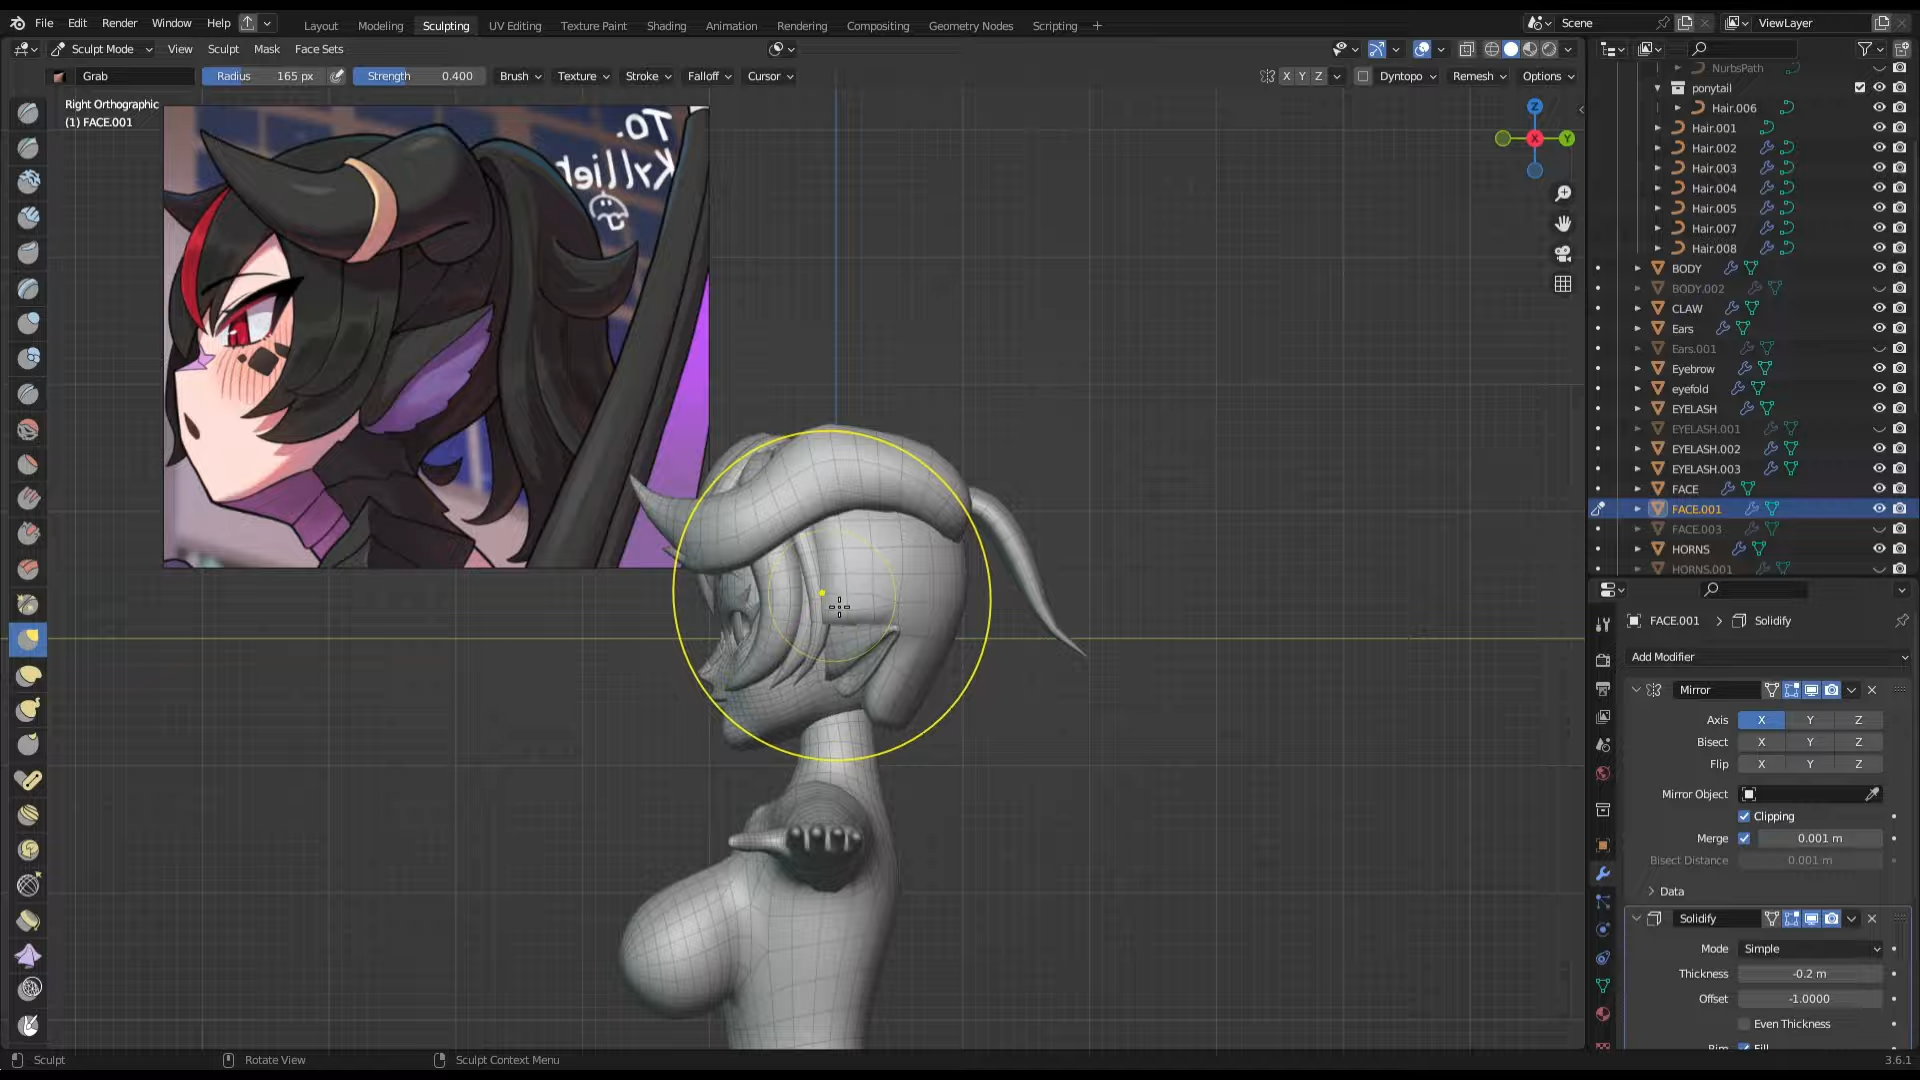 File Edit Render Window Help Layout Modeling Sculpting UV Editing Texture Paint Shading Animation Rendering Compositing Geometry Nodes Scripting + Scene ViewLayer
Sculpt Mode View Sculpt Mask Face Sets
Grab Radius 165 px Strength 0.400 Brush Texture Stroke Falloff Cursor X Y Z Dyntopo Remesh Options
Right Orthographic
(1) FACE.001
To.
Kyllier
Z
X
Y
NurbsPath
ponytail
Hair.006
Hair.001
Hair.002
Hair.003
Hair.004
Hair.005
Hair.007
Hair.008
BODY
BODY.002
CLAW
Ears
Ears.001
Eyebrow
eyefold
EYELASH
EYELASH.001
EYELASH.002
EYELASH.003
FACE
FACE.001
FACE.003
HORNS
HORNS.001
FACE.001 > Solidify
Add Modifier
Mirror
Axis X Y Z
Bisect X Y Z
Flip X Y Z
Mirror Object
Clipping
Merge 0.001 m
Bisect Distance 0.001 m
Data
Solidify
Mode Simple
Thickness -0.2 m
Offset -1.0000
Even Thickness
Rim Fill
Sculpt Rotate View Sculpt Context Menu 3.6.1